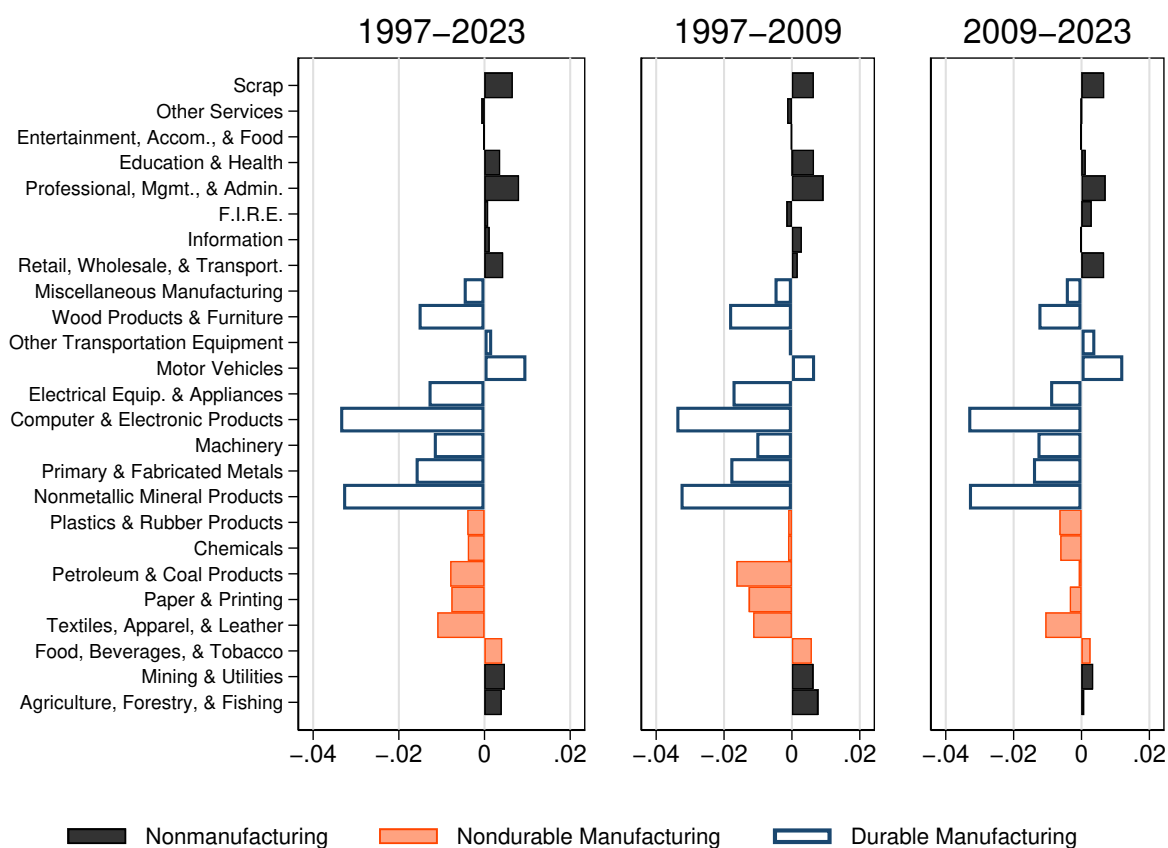 1997−2023 1997−2009 2009−2023
Scrap
Other Services
Entertainment, Accom., & Food
Education & Health
Professional, Mgmt., & Admin.
F.I.R.E.
Information
Retail, Wholesale, & Transport.
Miscellaneous Manufacturing
Wood Products & Furniture
Other Transportation Equipment
Motor Vehicles
Electrical Equip. & Appliances
Computer & Electronic Products
Machinery
Primary & Fabricated Metals
Nonmetallic Mineral Products
Plastics & Rubber Products
Chemicals
Petroleum & Coal Products
Paper & Printing
Textiles, Apparel, & Leather
Food, Beverages, & Tobacco
Mining & Utilities
Agriculture, Forestry, & Fishing
−.04 −.02 0 .02 −.04 −.02 0 .02 −.04 −.02 0 .02
Nonmanufacturing Nondurable Manufacturing Durable Manufacturing